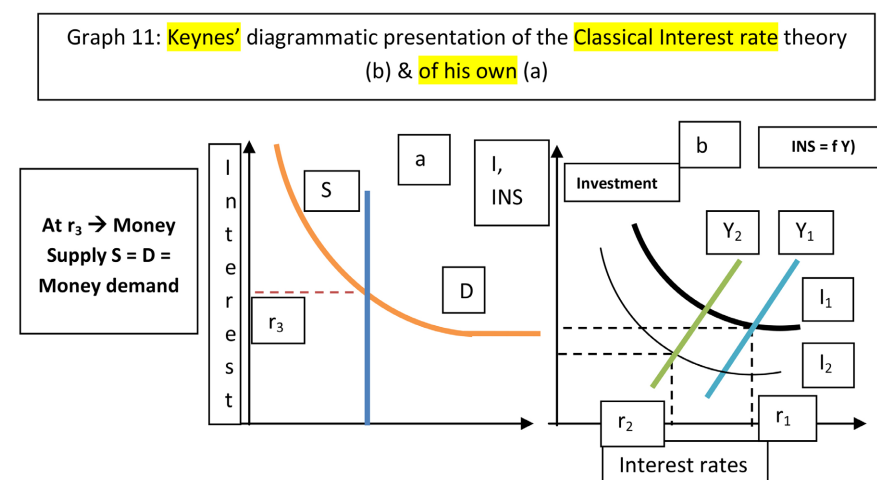 Graph 11: Keynes’ diagrammatic presentation of the Classical Interest rate theory
(b) & of his own (a)
At r₃ → Money
Supply S = D =
Money demand
Interest
S
a
r₃
D
I,
INS
Investment
b
INS = f Y)
Y₂
Y₁
I₁
I₂
r₂
r₁
Interest rates